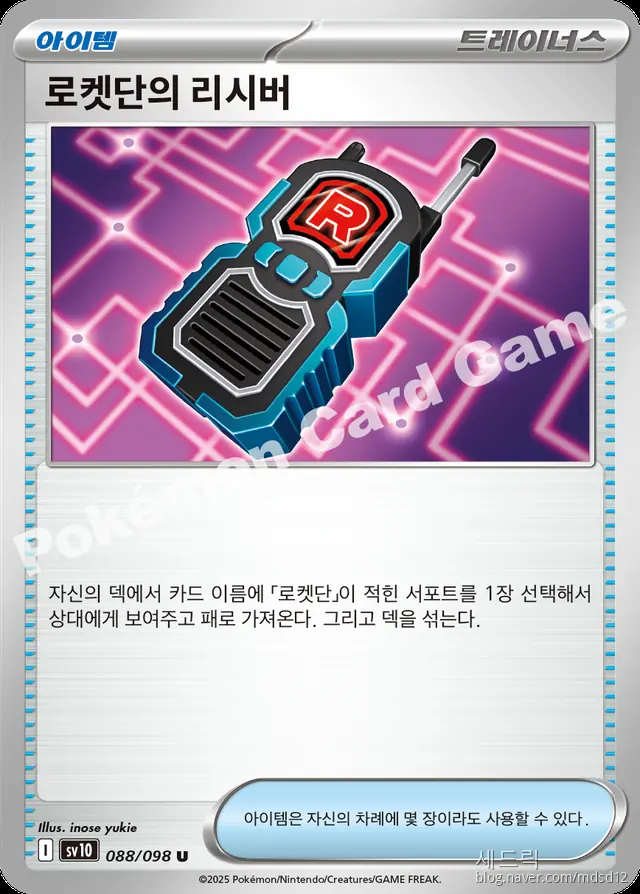 아이템
트레이너스
로켓단의 리시버
R
Pokémon Card Game
자신의 덱에서 카드 이름에 「로켓단」이 적힌 서포트를 1장 선택해서
상대에게 보여주고 패로 가져온다. 그리고 덱을 섞는다.
아이템은 자신의 차례에 몇 장이라도 사용할 수 있다.
Illus. inose yukie
I sv10 088/098 U
©2025 Pokémon/Nintendo/Creatures/GAME FREAK.
세드릭
blog.naver.com/mdsd12